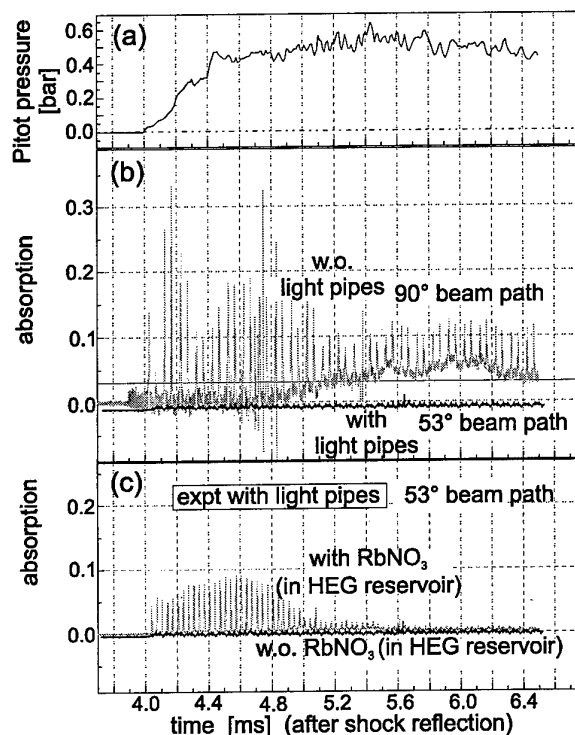 (a)
Pitot pressure
[bar]
0.6
0.4
0.2
0.0
(b)
absorption
0.3
0.2
0.1
0.0
w.o.
light pipes
90° beam path
with
light pipes
53° beam path
(c)
absorption
0.2
0.1
0.0
expt with light pipes
53° beam path
with RbNO₃
(in HEG reservoir)
w.o. RbNO₃ (in HEG reservoir)
4.0 4.4 4.8 5.2 5.6 6.0 6.4
time [ms] (after shock reflection)